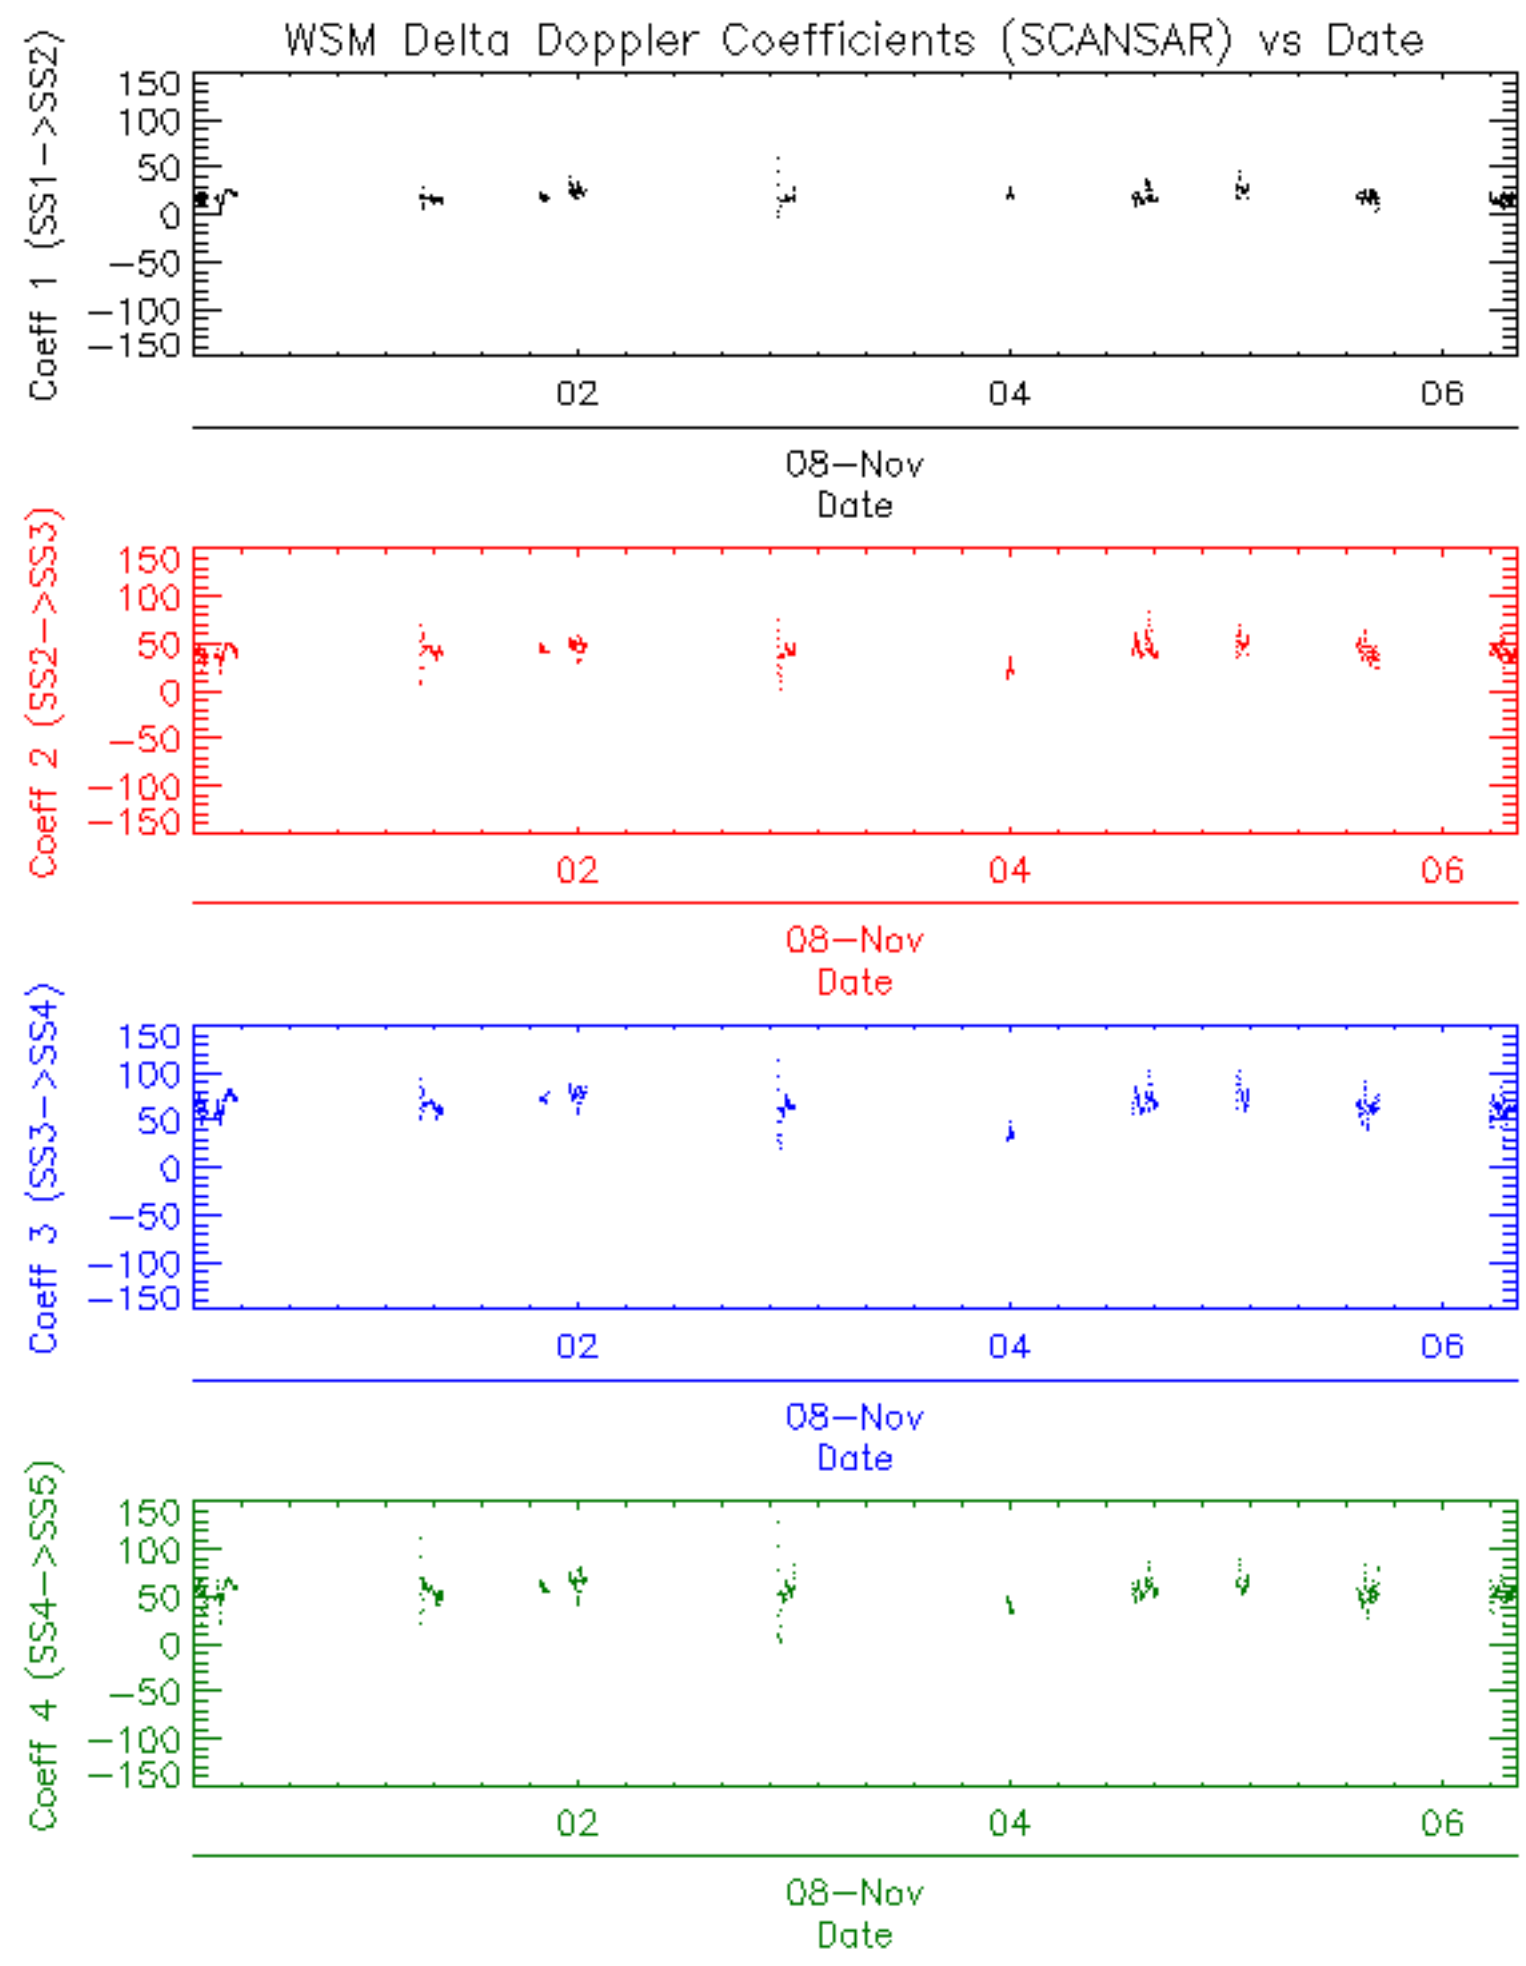 WSM Delta Doppler Coefficients (SCANSAR) vs Date
Coeff 1 (SS1->SS2)
150
100
50
0
-50
-100
-150
02 04 06
08-Nov
Date
Coeff 2 (SS2->SS3)
150
100
50
0
-50
-100
-150
02 04 06
08-Nov
Date
Coeff 3 (SS3->SS4)
150
100
50
0
-50
-100
-150
02 04 06
08-Nov
Date
Coeff 4 (SS4->SS5)
150
100
50
0
-50
-100
-150
02 04 06
08-Nov
Date